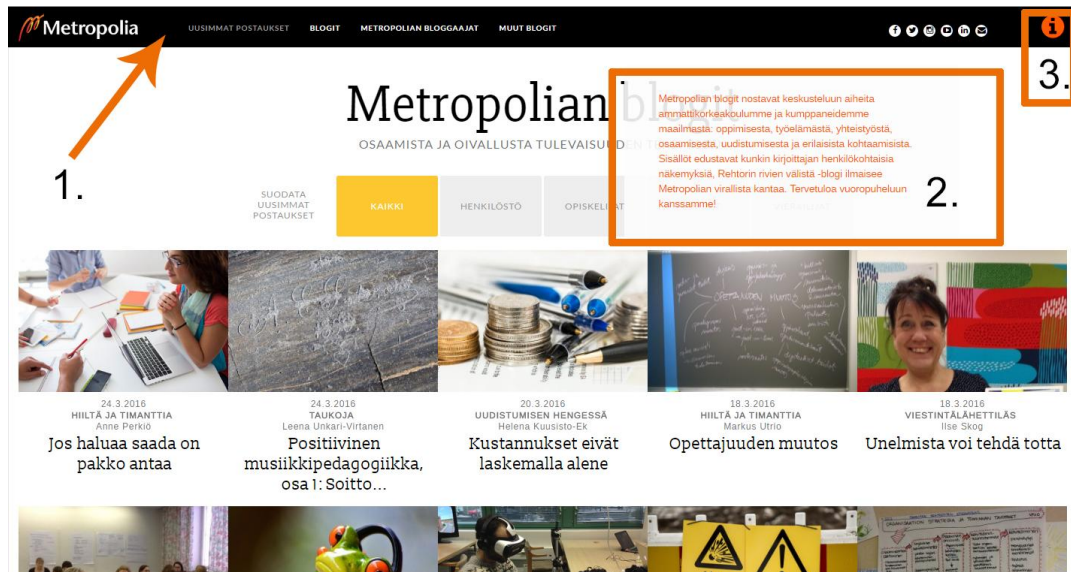 Metropolia
UUSIMMAT POSTAUKSET BLOGIT METROPOLIAN BLOGGAAJAT MUUT BLOGIT
1.
2.
3.
Metropolian blogit
OSAAMISTA JA OIVALLUSTA TULEVAISUUDEN
Metropolian blogit nostavat keskusteluun aiheita
ammattikorkeakoulumme ja kumppaneidemme
maailmasta: oppimisesta, työelämästä, yhteistyöstä,
osaamisesta, uudistumisesta ja erilaisista kohtaamisista.
Sisällöt edustavat kunkin kirjoittajan henkilökohtaisia
näkemyksiä, Rehtorin rivien välistä -blogi ilmaisee
Metropolian virallista kantaa. Tervetuloa vuoropuheluun
kanssamme!
SUODATA
UUSIMMAT
POSTAUKSET
KAIKKI
HENKILÖSTÖ
OPISKELIJAT
24.3.2016
HIILTÄ JA TIMANTTIA
Anne Perkiö
Jos haluaa saada on
pakko antaa
24.3.2016
TAUKOJA
Leena Unkari-Virtanen
Positiivinen
musiikkipedagogiikka,
osa 1: Soitto...
20.3.2016
UUDISTUMISEN HENGESSÄ
Helena Kuusisto-Ek
Kustannukset eivät
laskemalla alene
OPETTAJUUDEN MUUTOS
18.3.2016
HIILTÄ JA TIMANTTIA
Markus Utrio
Opettajuuden muutos
18.3.2016
VIESTINTÄLÄHETTILÄS
Ilse Skog
Unelmista voi tehdä totta